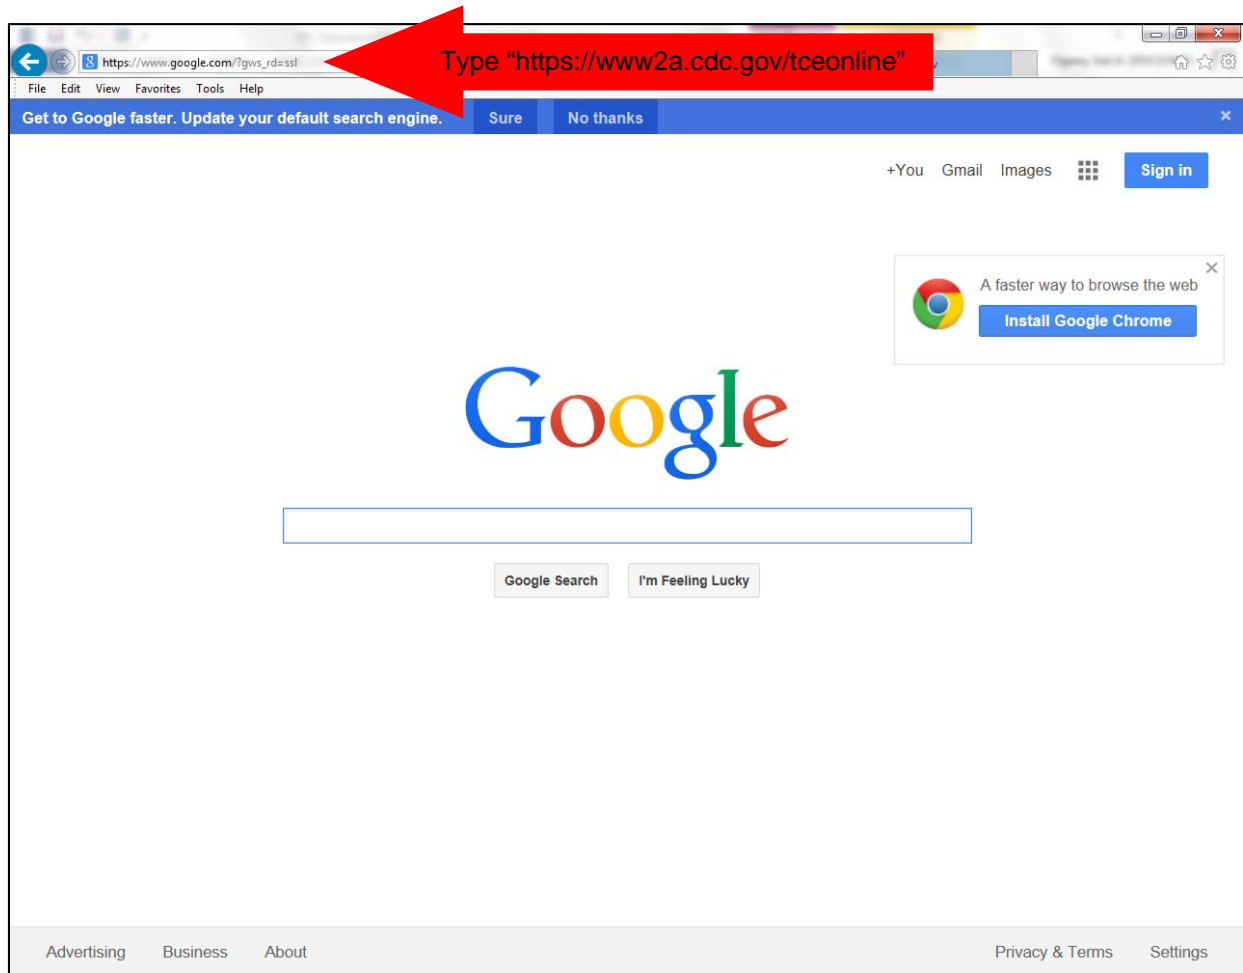 https://www.google.com/?gws_rd=ssl
Type “https://www2a.cdc.gov/tceonline”
File Edit View Favorites Tools Help
Get to Google faster. Update your default search engine. Sure No thanks
+You Gmail Images Sign in
A faster way to browse the web
Install Google Chrome
Google
Google Search I'm Feeling Lucky
Advertising Business About Privacy & Terms Settings